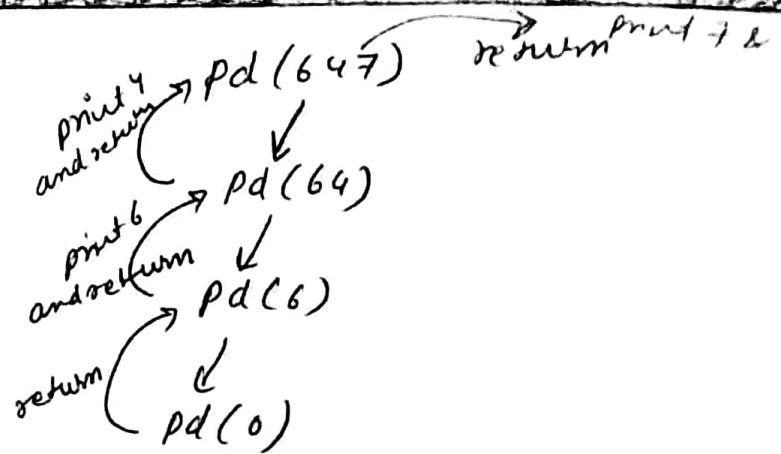 Pd (647)
return print 7 &
print 4
and return
Pd (64)
print 6
and return
Pd (6)
return
Pd (0)